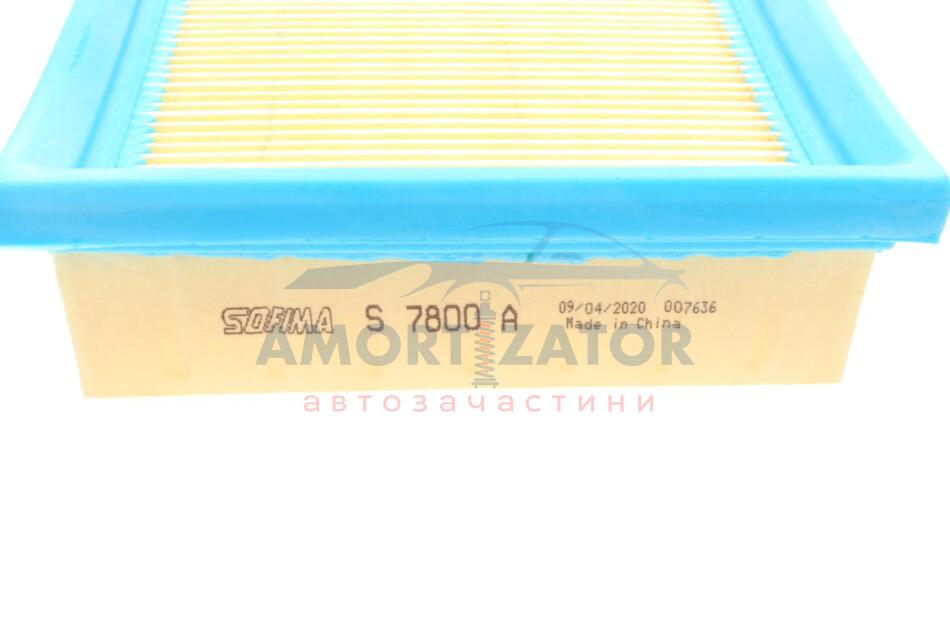 SOFIMA S 7800 A 09/04/2020 007636
Made in China
AMORTIZATOR
автозачастини